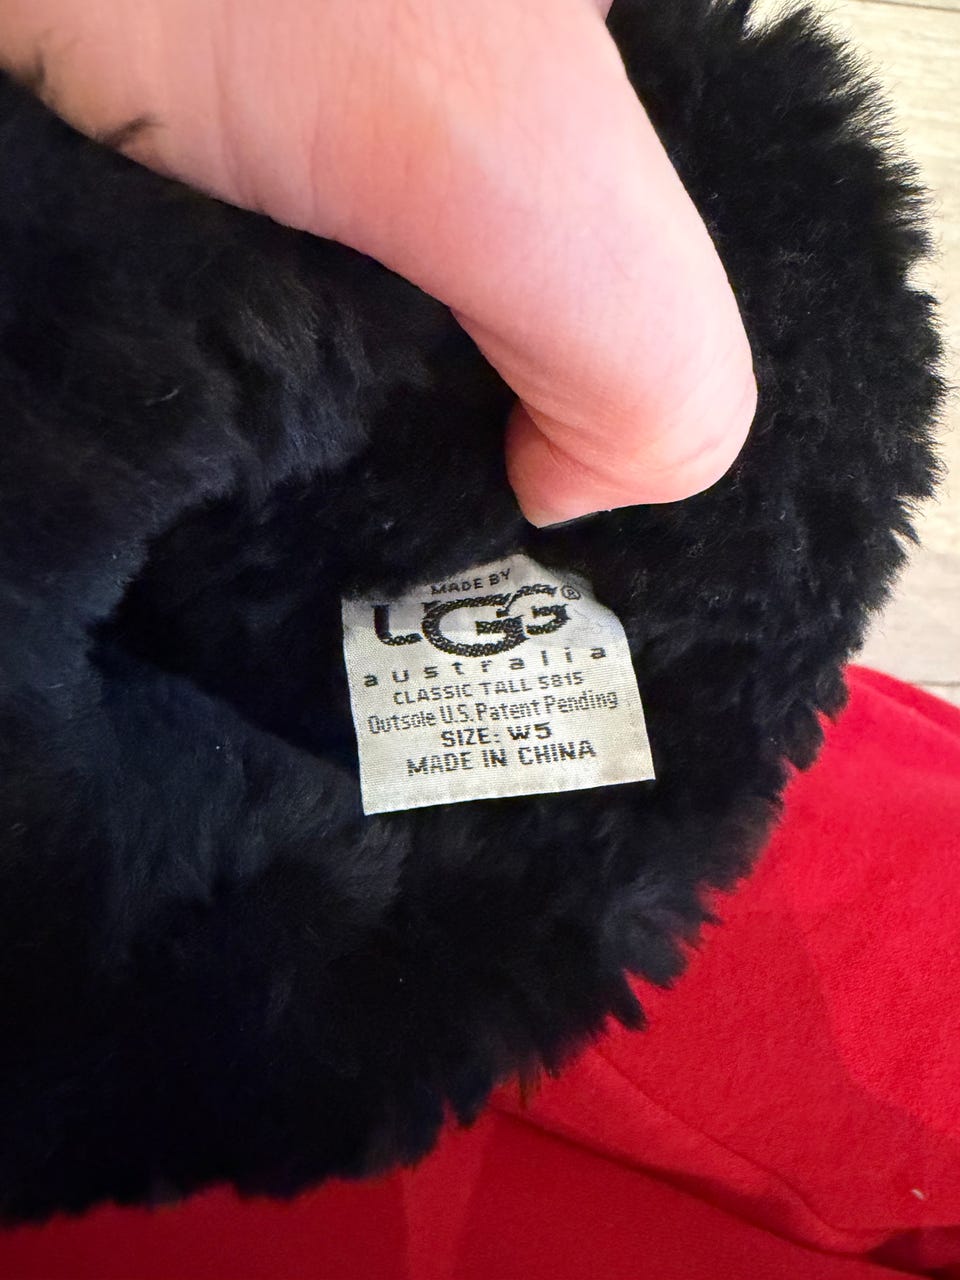 MADE BY
UGG®
australia
CLASSIC TALL 5815
Outsole U.S. Patent Pending
SIZE: W5
MADE IN CHINA